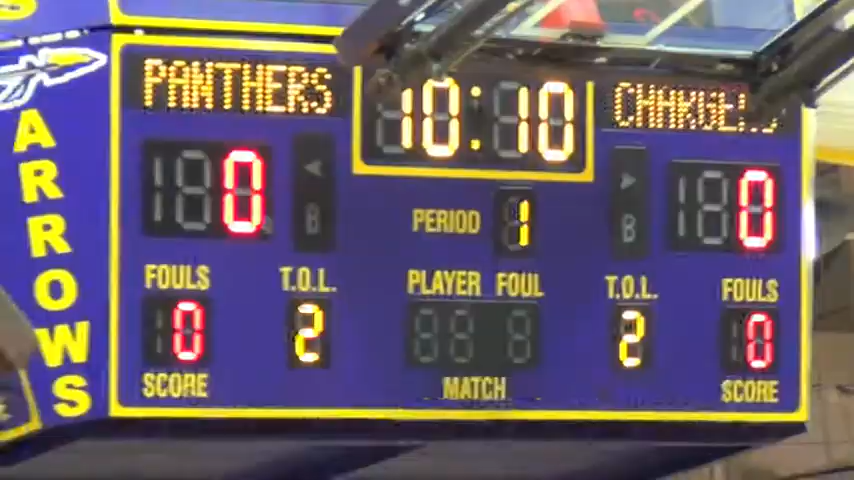 ARROWS
PANTHERS 10:10 CHARGERS
0 0
B PERIOD 1 B
FOULS T.O.L. PLAYER FOUL T.O.L. FOULS
0 2 2 0
SCORE MATCH SCORE